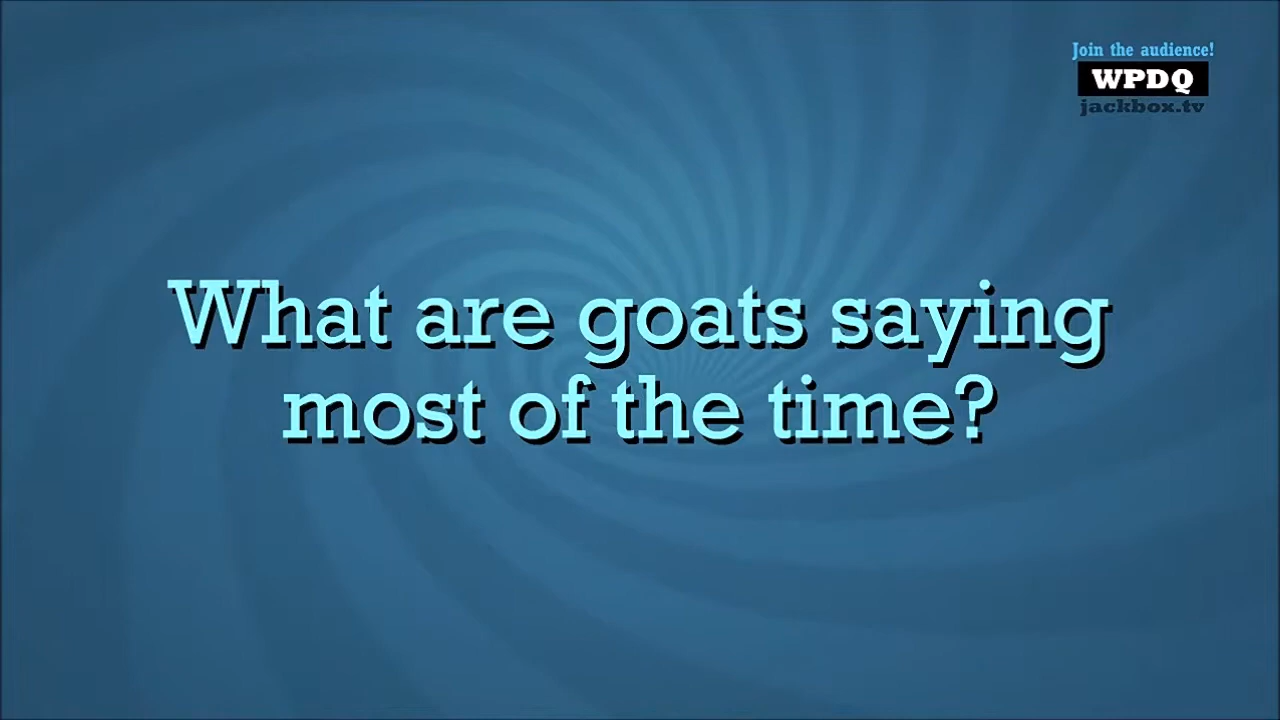 Join the audience!
WPDQ
jackbox.tv
What are goats saying
most of the time?